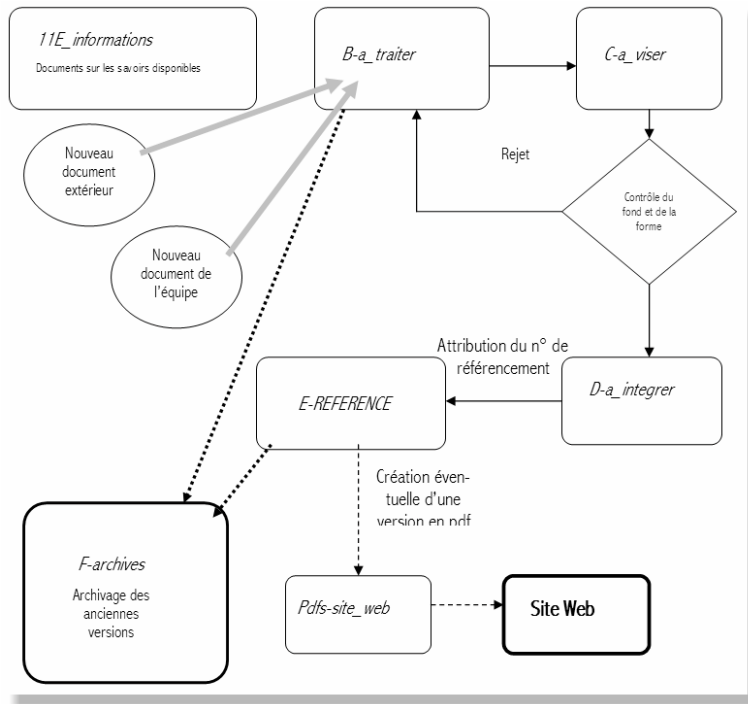 11E_informations
Documents sur les savoirs disponibles
B-a_traiter
C-a_viser
Nouveau
document
extérieur
Rejet
Contrôle du
fond et de la
forme
Nouveau
document de
l'équipe
Attribution du n° de
référencement
E-REFERENCE
D-a_integrer
Création éven-
tuelle d'une
version en pdf
F-archives
Archivage des
anciennes
versions
Pdfs-site_web
Site Web